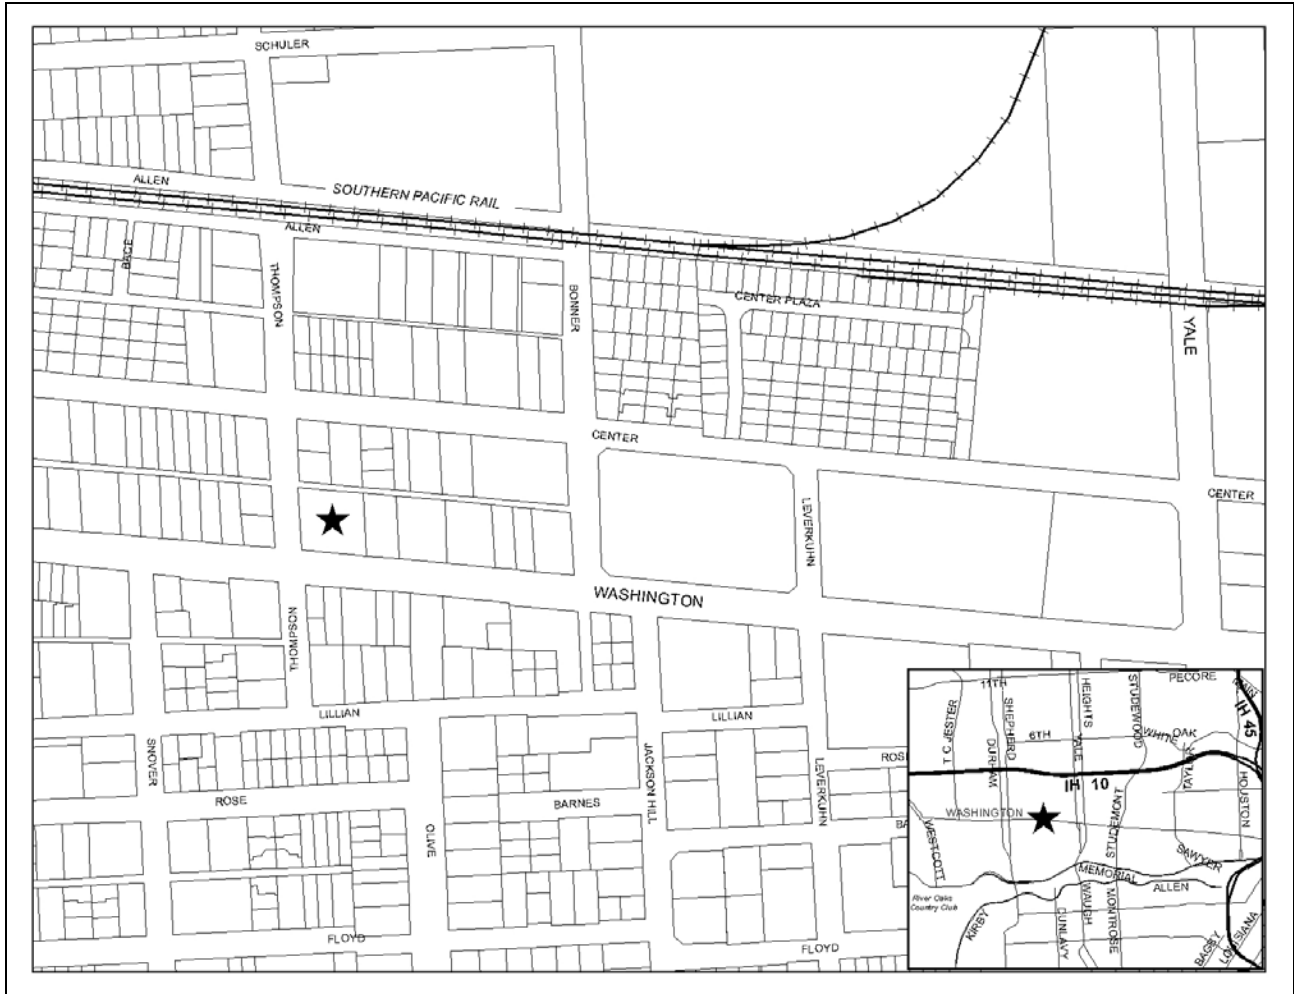 SCHULER
ALLEN
SOUTHERN PACIFIC RAIL
ALLEN
BACE
THOMPSON
BONNER
CENTER PLAZA
YALE
CENTER
CENTER
LEVERKUHN
WASHINGTON
THOMPSON
LILLIAN
LILLIAN
SNOVER
JACKSON HILL
LEVERKUHN
ROSE
BARNES
OLIVE
FLOYD
FLOYD
11TH
PECORE
MAIN
IH 45
T C JESTER
SHEPHERD
HEIGHTS
STUDEWOOD
6TH
WHITE OAK
DURHAM
YALE
TAYLOR
IH 10
HOUSTON
WASHINGTON
STUDEMONT
WESTCOTT
SAWYER
MEMORIAL
ALLEN
River Oaks
Country Club
KIRBY
DUNLAVY
WAUGH
MONTROSE
BAGBY
LOUISIANA